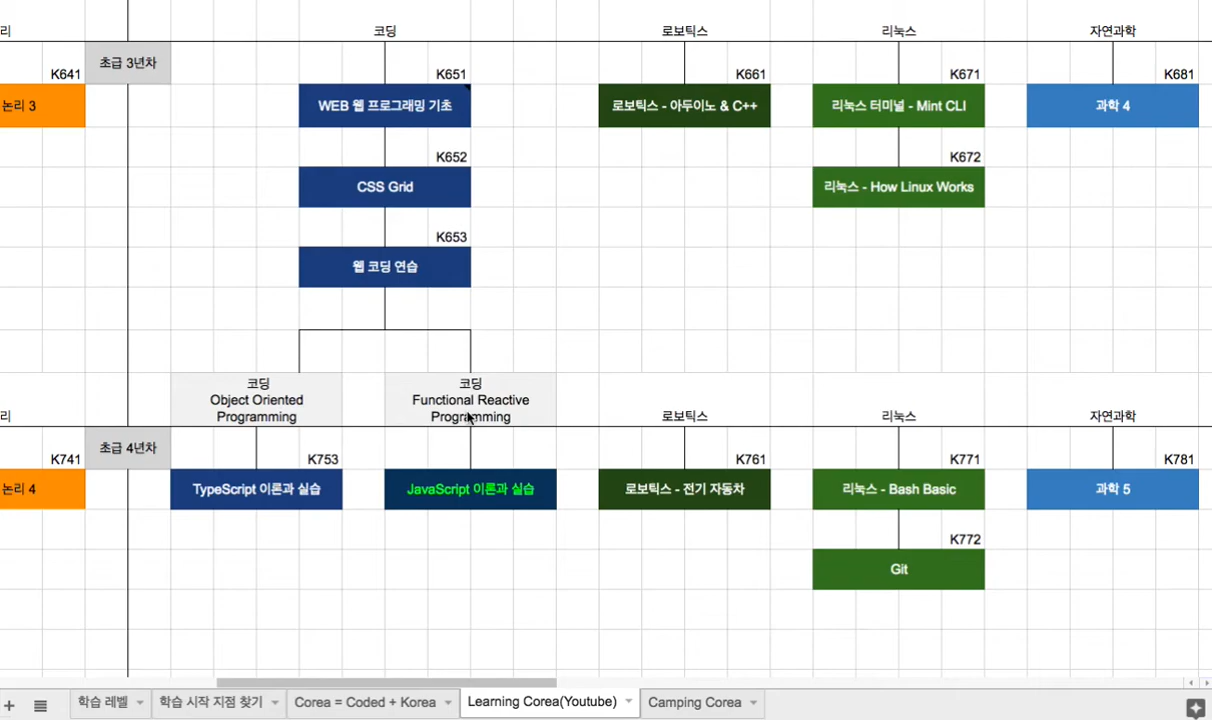 리
코딩
로보틱스
리눅스
자연과학
초급 3년차
K641
K651
K661
K671
K681
논리 3
WEB 웹 프로그래밍 기초
로보틱스 - 아두이노 & C++
리눅스 터미널 - Mint CLI
과학 4
K652
K672
CSS Grid
리눅스 - How Linux Works
K653
웹 코딩 연습
코딩
Object Oriented
Programming
코딩
Functional Reactive
Programming
리
로보틱스
리눅스
자연과학
초급 4년차
K741
K753
K761
K771
K781
논리 4
TypeScript 이론과 실습
JavaScript 이론과 실습
로보틱스 - 전기 자동차
리눅스 - Bash Basic
과학 5
K772
Git
학습 레벨
학습 시작 지점 찾기
Corea = Coded + Korea
Learning Corea(Youtube)
Camping Corea